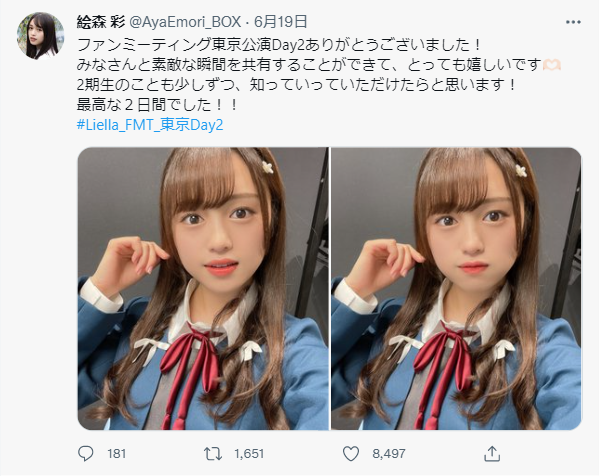 絵森 彩 @AyaEmori_BOX · 6月19日
ファンミーティング東京公演Day2ありがとうございました！
みなさんと素敵な瞬間を共有することができて、とっても嬉しいです🫶🏻
2期生のことも少しずつ、知っていっていただけたらと思います！
最高な２日間でした！！
#Liella_FMT_東京Day2
181 1,651 8,497